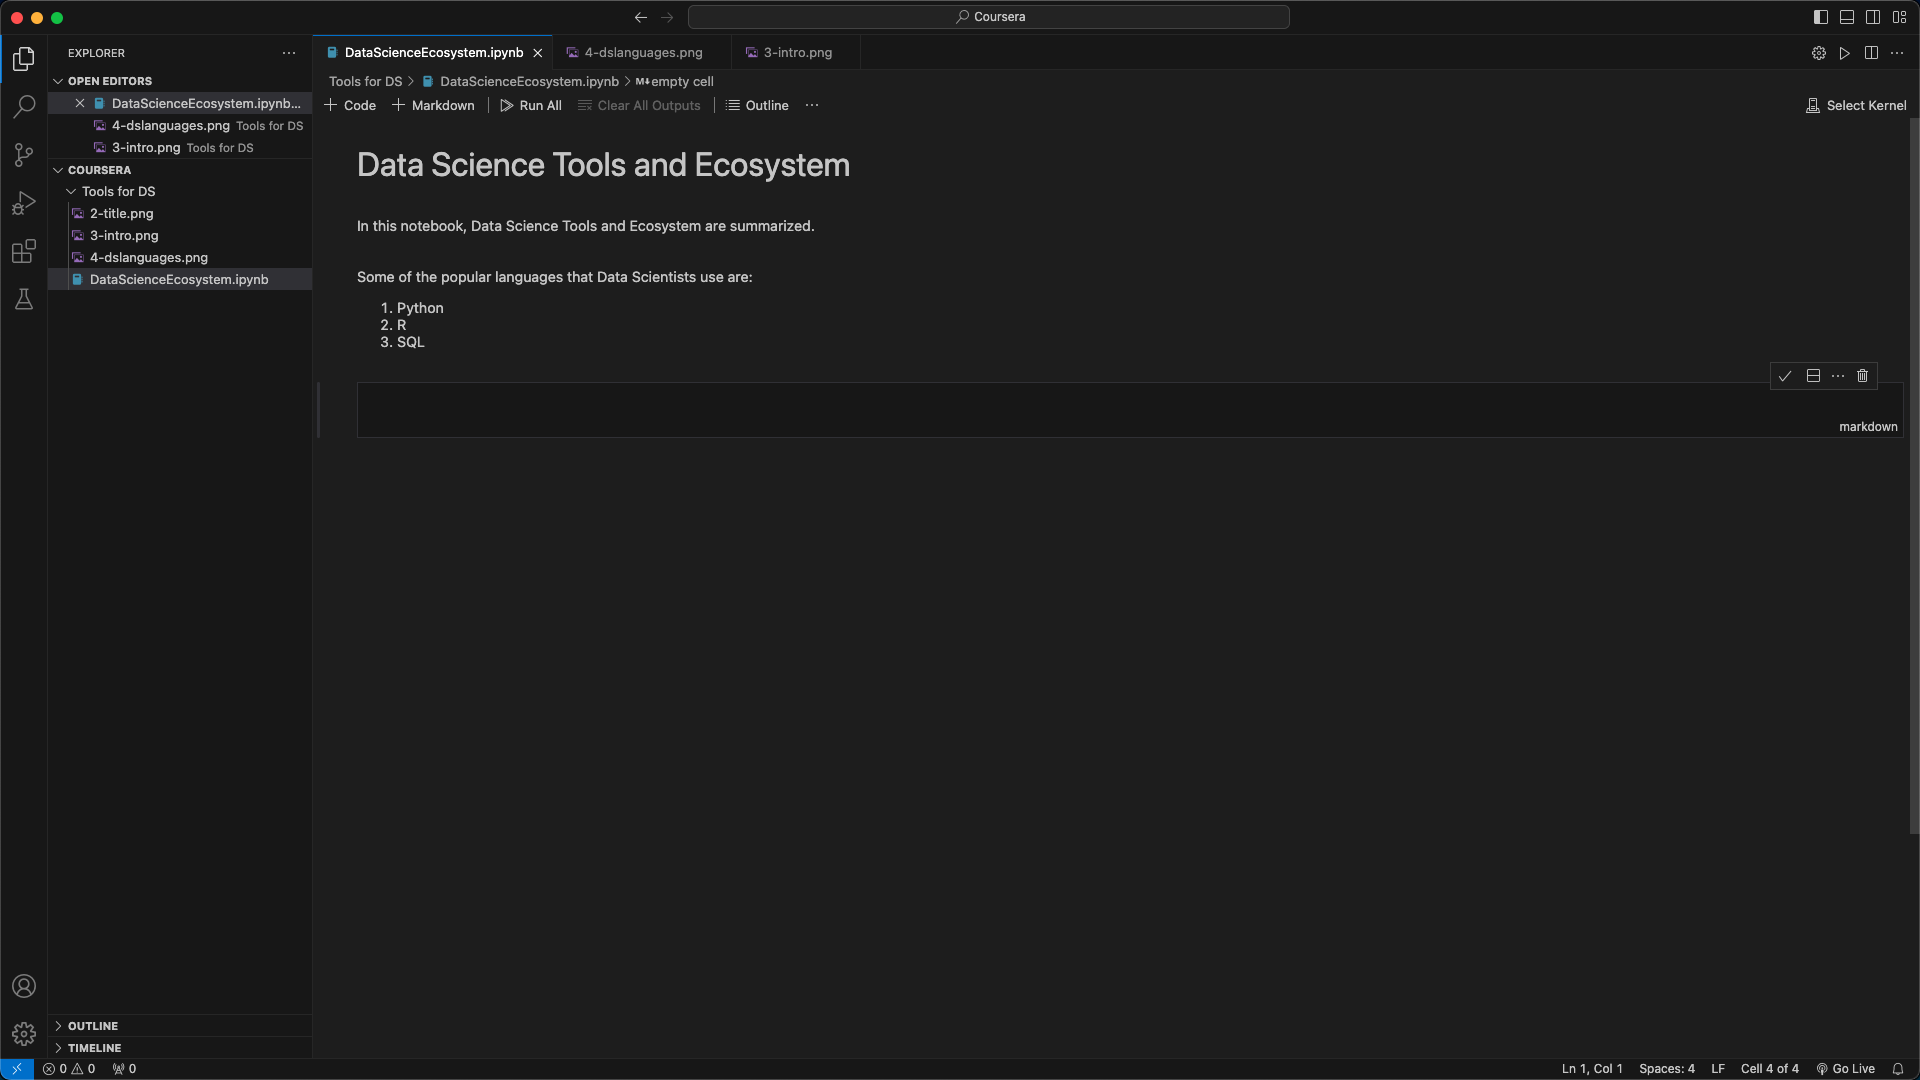 Coursera
EXPLORER
OPEN EDITORS
DataScienceEcosystem.ipynb...
4-dslanguages.png Tools for DS
3-intro.png Tools for DS
COURSERA
Tools for DS
2-title.png
3-intro.png
4-dslanguages.png
DataScienceEcosystem.ipynb
OUTLINE
TIMELINE
DataScienceEcosystem.ipynb 4-dslanguages.png 3-intro.png
Tools for DS > DataScienceEcosystem.ipynb > M↓empty cell
+ Code + Markdown Run All Clear All Outputs Outline ... Select Kernel
Data Science Tools and Ecosystem
In this notebook, Data Science Tools and Ecosystem are summarized.
Some of the popular languages that Data Scientists use are:
1. Python
2. R
3. SQL
markdown
0 0 0 Ln 1, Col 1 Spaces: 4 LF Cell 4 of 4 Go Live